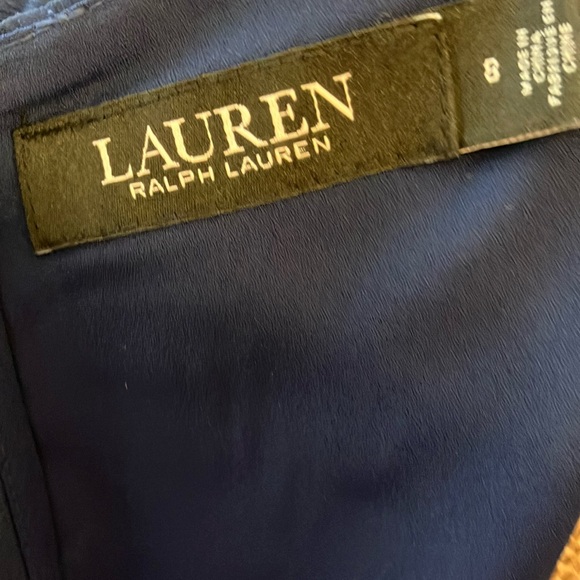 LAUREN
RALPH LAUREN
8
MADE IN
CHINA
FABRIQUÉ EN
CHINE